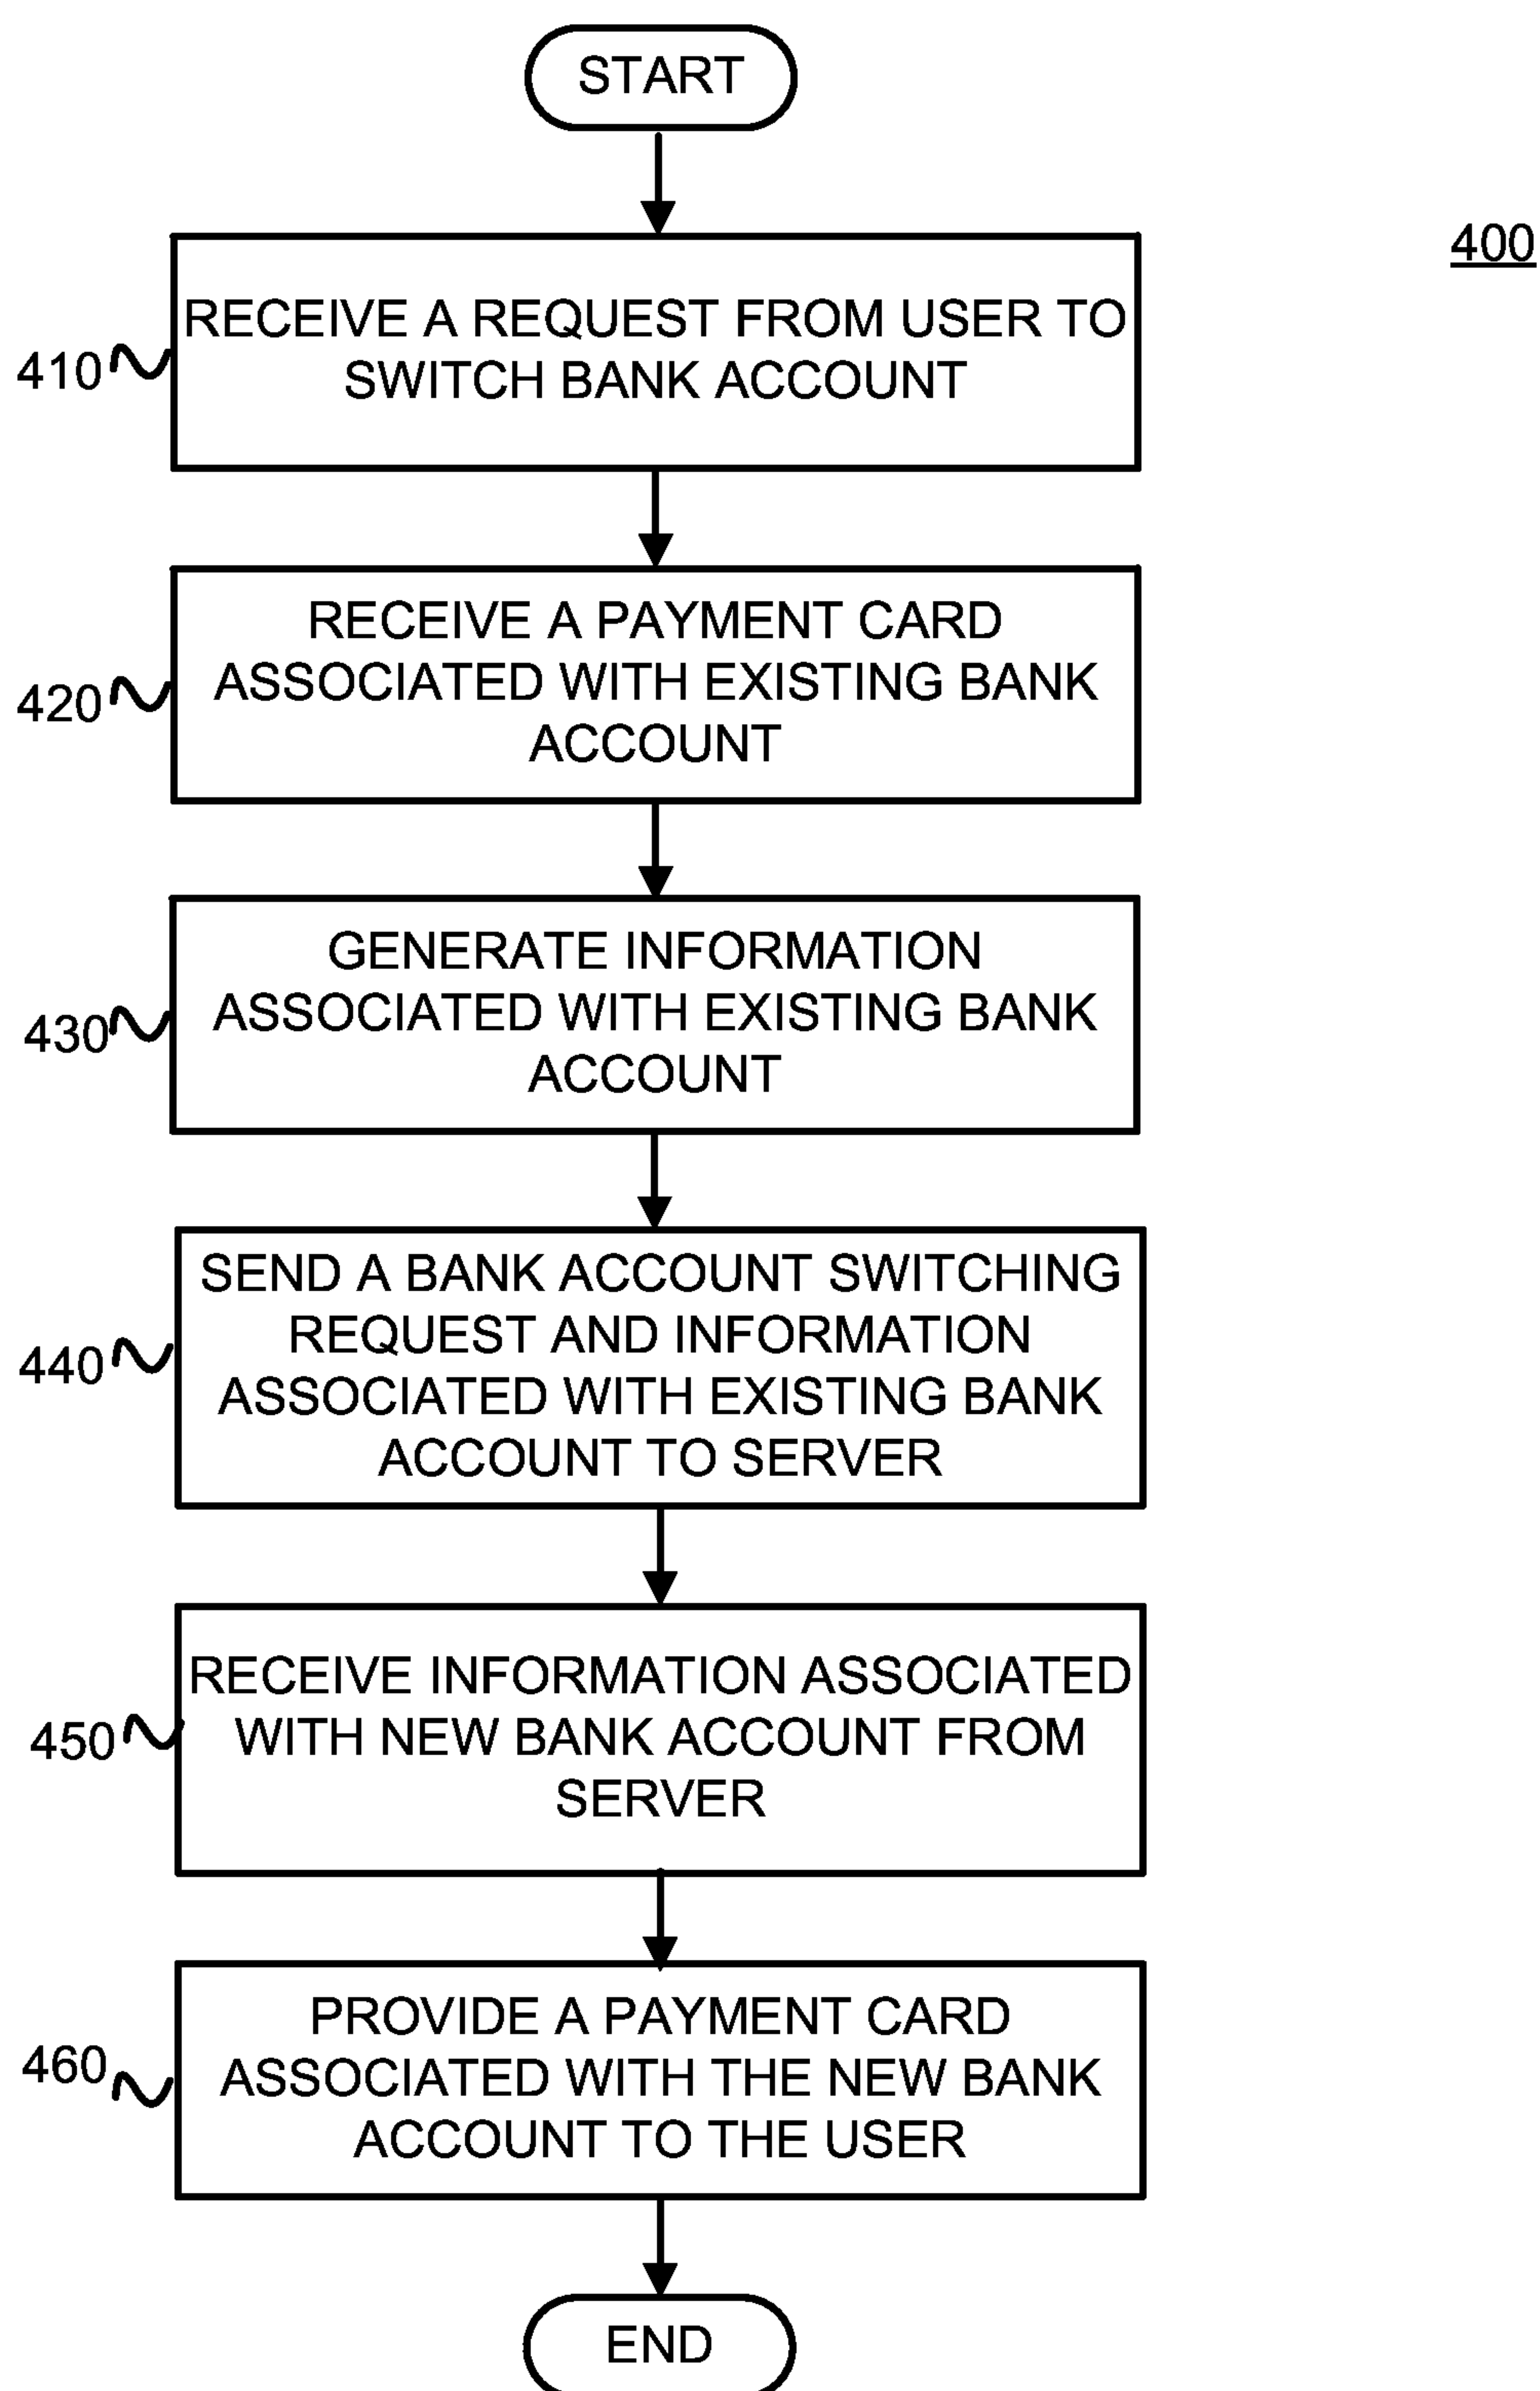 START
400
RECEIVE A REQUEST FROM USER TO
SWITCH BANK ACCOUNT
410
RECEIVE A PAYMENT CARD
ASSOCIATED WITH EXISTING BANK
ACCOUNT
420
GENERATE INFORMATION
ASSOCIATED WITH EXISTING BANK
ACCOUNT
430
SEND A BANK ACCOUNT SWITCHING
REQUEST AND INFORMATION
ASSOCIATED WITH EXISTING BANK
ACCOUNT TO SERVER
440
RECEIVE INFORMATION ASSOCIATED
WITH NEW BANK ACCOUNT FROM
SERVER
450
PROVIDE A PAYMENT CARD
ASSOCIATED WITH THE NEW BANK
ACCOUNT TO THE USER
460
END